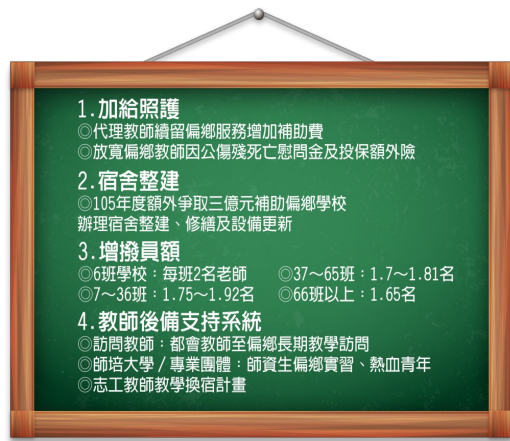 1.加給照護
◎代理教師續留偏鄉服務增加補助費
◎放寬偏鄉教師因公傷殘死亡慰問金及投保額外險
2.宿舍整建
◎105年度額外爭取三億元補助偏鄉學校
辦理宿舍整建、修繕及設備更新
3.增撥員額
◎6班學校：每班2名老師 ◎37～65班：1.7～1.81名
◎7～36班：1.75～1.92名 ◎66班以上：1.65名
4.教師後備支持系統
◎訪問教師：都會教師至偏鄉長期教學訪問
◎師培大學/專業團體：師資生偏鄉實習、熱血青年
◎志工教師教學換宿計畫